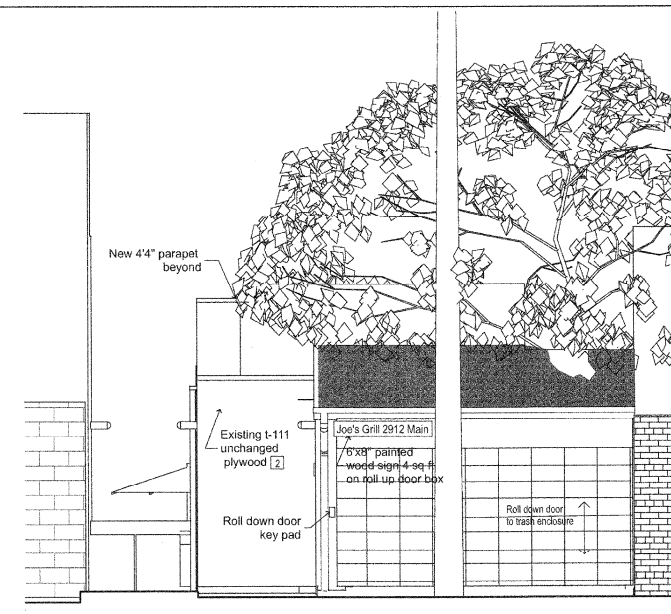 New 4'4" parapet
beyond
Joe's Grill 2912 Main
Existing t-111
unchanged
plywood 2
6'x8" painted
wood sign 4 sq ft
on roll up door box
Roll down door
key pad
Roll down door
to trash enclosure